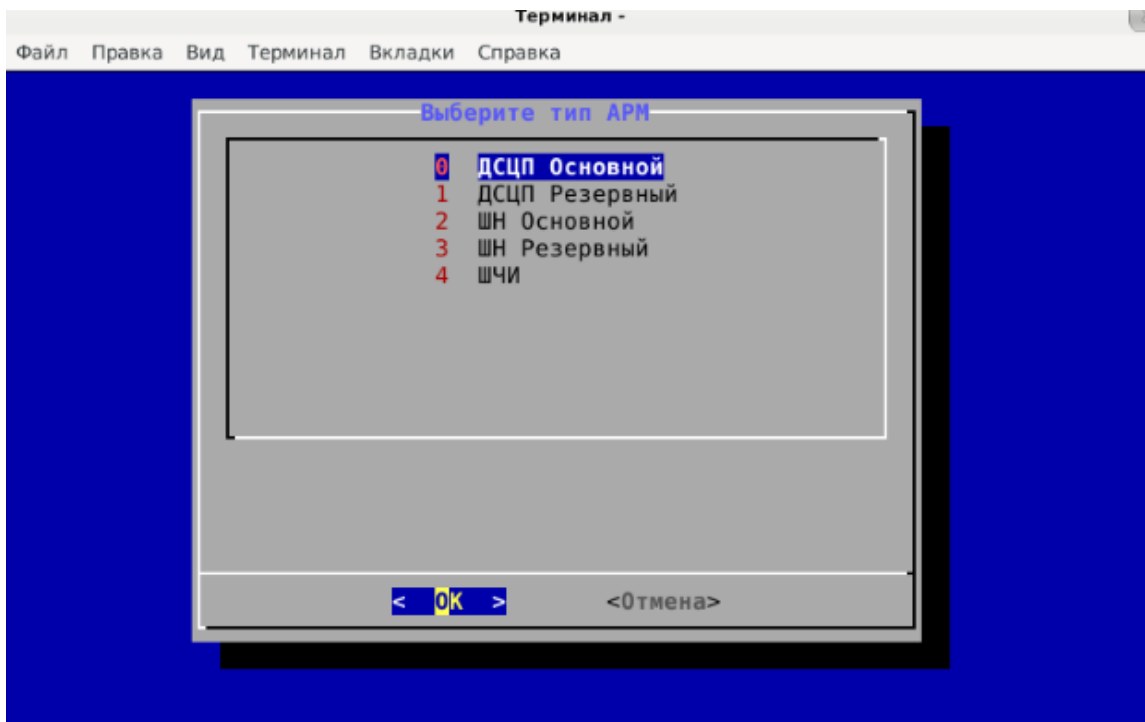 Терминал -
Файл Правка Вид Терминал Вкладки Справка
Выберите тип АРМ
0 ДСЦП Основной
1 ДСЦП Резервный
2 ШН Основной
3 ШН Резервный
4 ШЧИ
< OK > <Отмена>